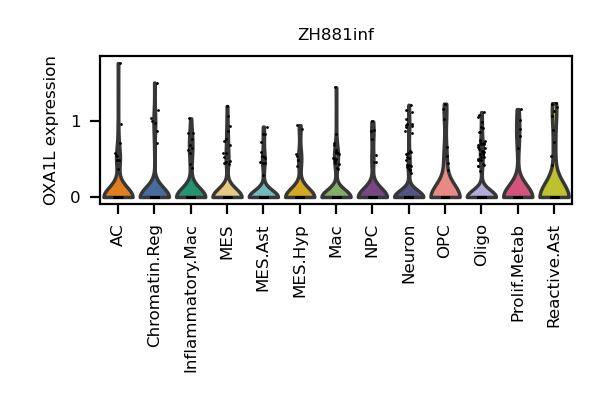 ZH881inf
OXA1L expression
1
0
AC
Chromatin.Reg
Inflammatory.Mac
MES
MES.Ast
MES.Hyp
Mac
NPC
Neuron
OPC
Oligo
Prolif.Metab
Reactive.Ast